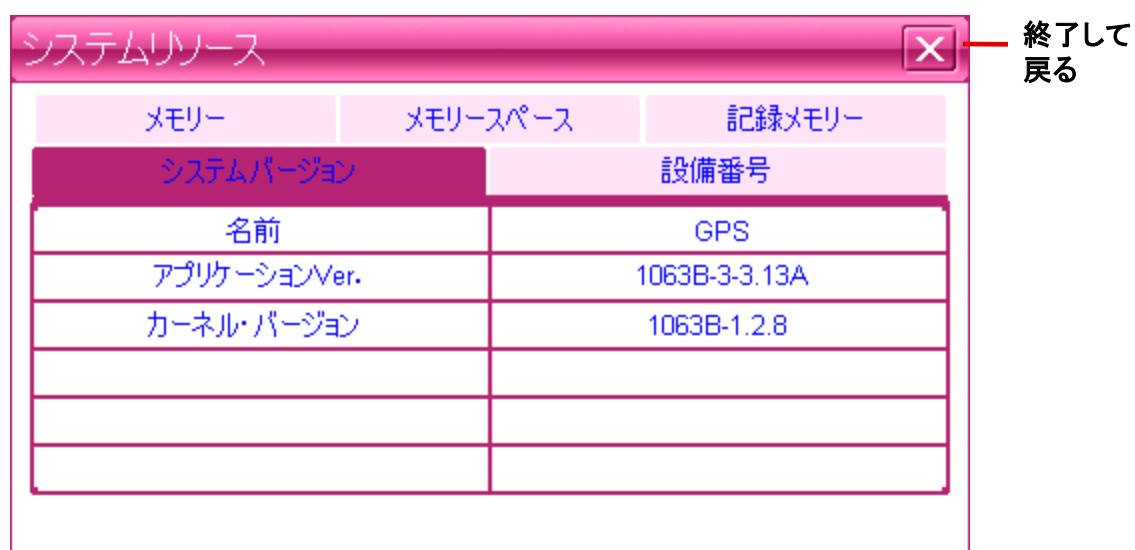 システムリソース
終了して
戻る
メモリー メモリースペース 記録メモリー
システムバージョン 設備番号
名前 GPS
アプリケーションVer. 1063B-3-3.13A
カーネル・バージョン 1063B-1.2.8